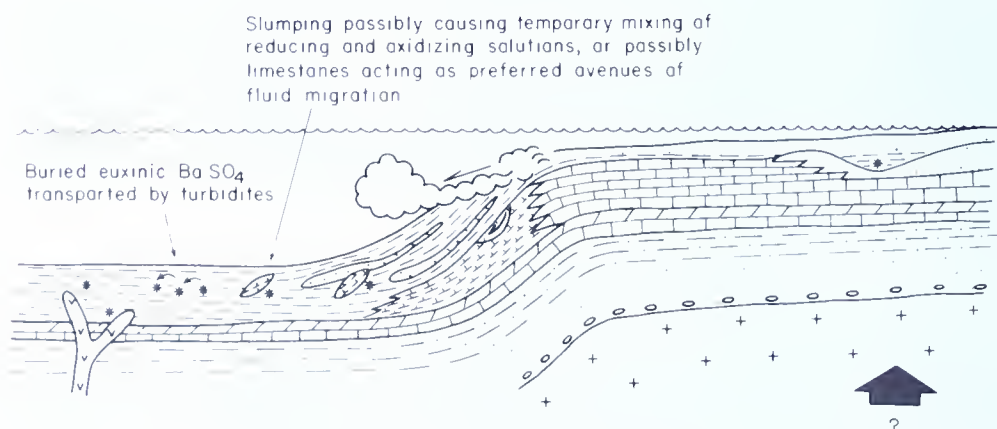 Slumping possibly causing temporary mixing of
reducing and oxidizing solutions, or possibly
limestones acting as preferred avenues of
fluid migration
Buried euxinic BaSO4
transported by turbidites
?